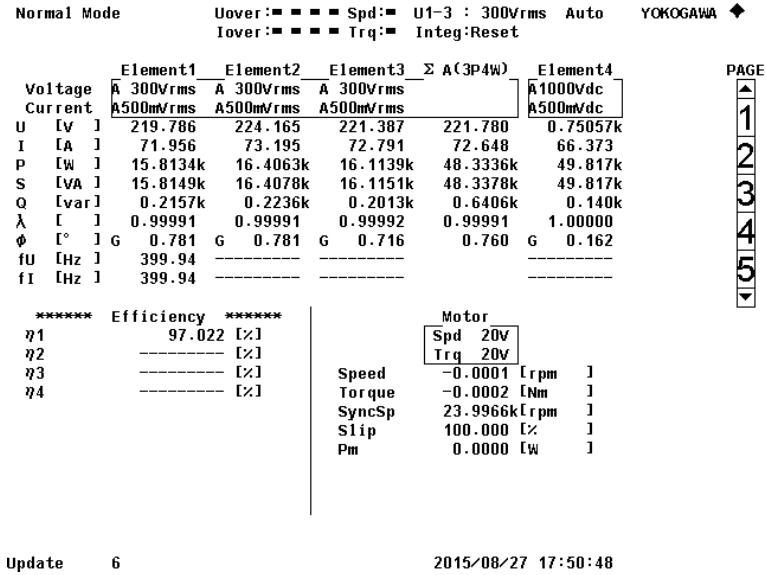 Normal Mode Uover:■ ■ ■ ■ Spd:■ U1-3 : 300Vrms Auto YOKOGAWA ◆
Iover:■ ■ ■ ■ Trq:■ Integ:Reset
Element1 Element2 Element3 Σ A(3P4W) Element4 PAGE
Voltage A 300Vrms A 300Vrms A 300Vrms A1000Vdc
Current A500mVrms A500mVrms A500mVrms A500mVdc
U [V ] 219.786 224.165 221.387 221.780 0.75057k
I [A ] 71.956 73.195 72.791 72.648 66.373
P [W ] 15.8134k 16.4063k 16.1139k 48.3336k 49.817k
S [VA ] 15.8149k 16.4078k 16.1151k 48.3378k 49.817k
Q [var] 0.2157k 0.2236k 0.2013k 0.6406k 0.140k
λ [ ] 0.99991 0.99991 0.99992 0.99991 1.00000
ϕ [° ] G 0.781 G 0.781 G 0.716 0.760 G 0.162
fU [Hz ] 399.94 --------- --------- ---------
fI [Hz ] 399.94 --------- --------- ---------
1
2
3
4
5
****** Efficiency ******
η1 97.022 [%]
η2 --------- [%]
η3 --------- [%]
η4 --------- [%]
Motor
Spd 20V
Trq 20V
Speed -0.0001 [rpm ]
Torque -0.0002 [Nm ]
SyncSp 23.9966k[rpm ]
Slip 100.000 [% ]
Pm 0.0000 [W ]
Update 6 2015/08/27 17:50:48